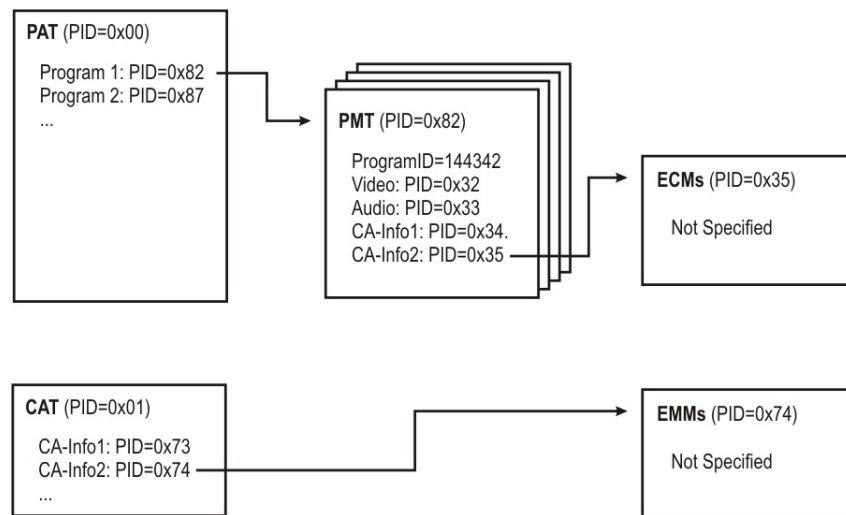 PAT (PID=0x00)
Program 1: PID=0x82
Program 2: PID=0x87
...
PMT (PID=0x82)
ProgramID=144342
Video: PID=0x32
Audio: PID=0x33
CA-Info1: PID=0x34.
CA-Info2: PID=0x35
ECMs (PID=0x35)
Not Specified
CAT (PID=0x01)
CA-Info1: PID=0x73
CA-Info2: PID=0x74
...
EMMs (PID=0x74)
Not Specified